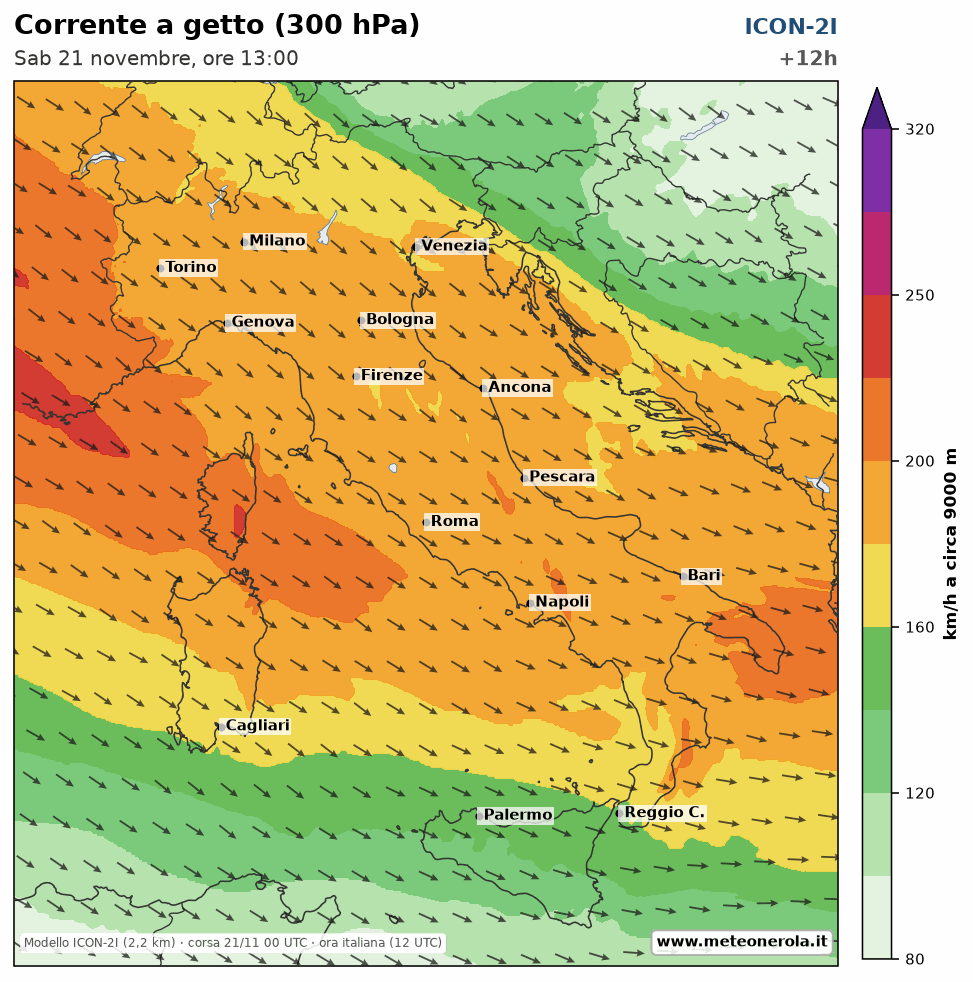 Corrente a getto (300 hPa)
ICON-2I
Sab 21 novembre, ore 13:00
+12h
320
Milano
Venezia
Torino
250
Genova
Bologna
Firenze
Ancona
200
Pescara
Roma
Bari
Napoli
160
km/h a circa 9000 m
Cagliari
120
Palermo
Reggio C.
Modello ICON-2I (2,2 km) · corsa 21/11 00 UTC · ora italiana (12 UTC)
www.meteonerola.it
80